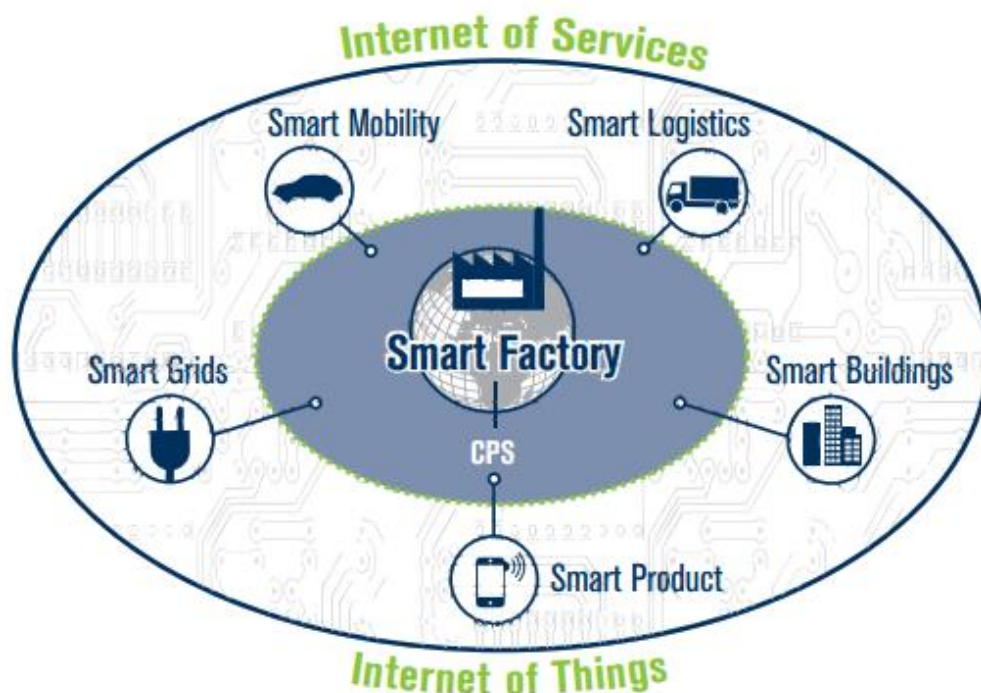 Internet of Services
Smart Mobility
Smart Logistics
Smart Factory
Smart Grids
Smart Buildings
CPS
Smart Product
Internet of Things